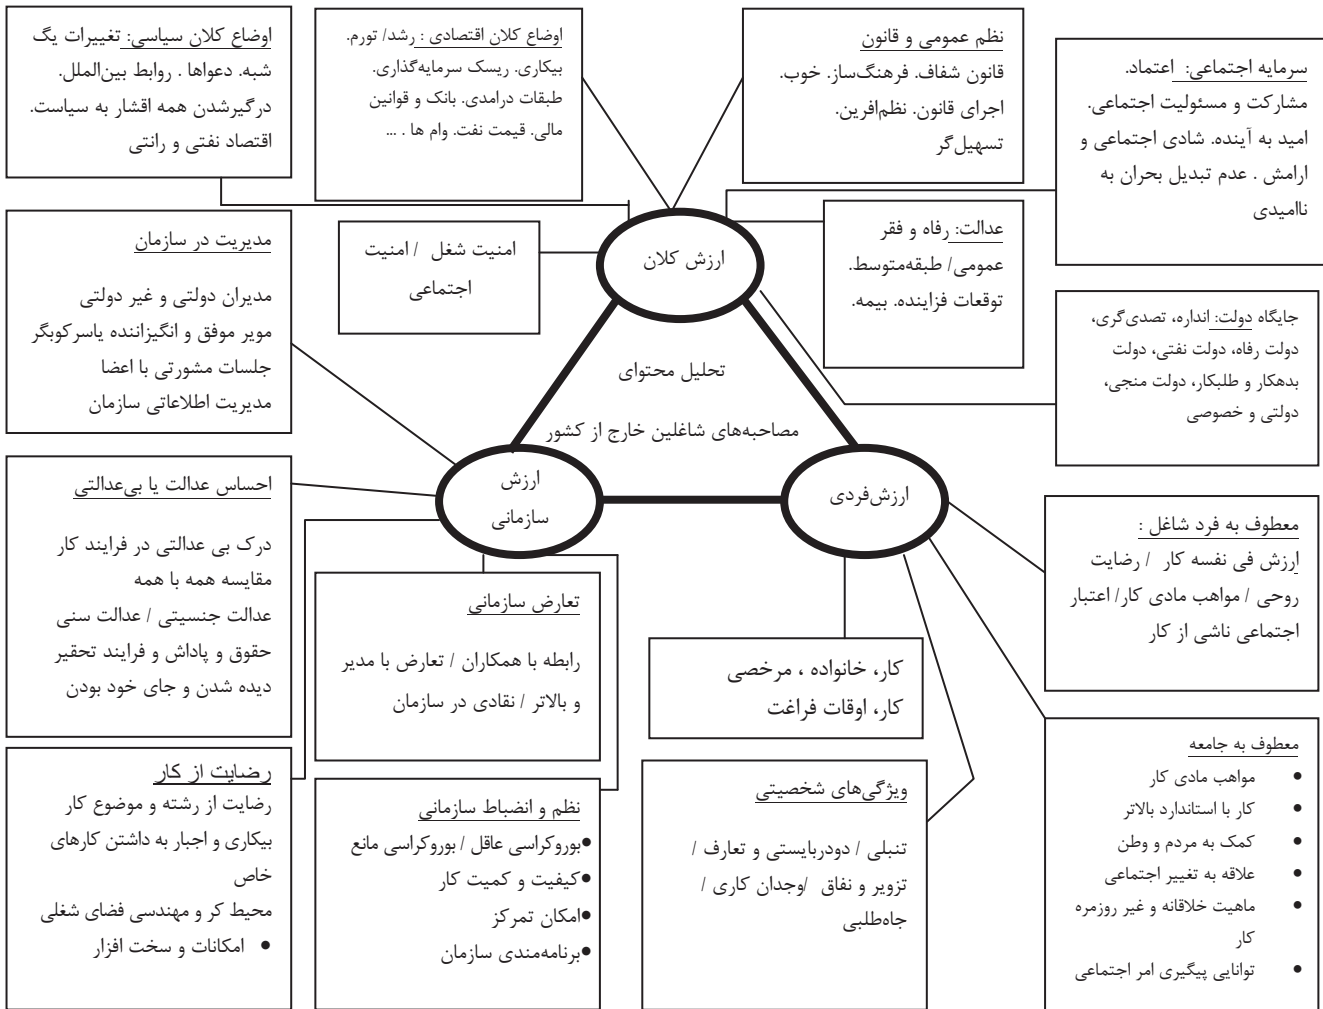 اوضاع کلان سیاسی: تغییرات یگ
شبه. دعواها . روابط بین‌الملل.
درگیرشدن همه اقشار به سیاست.
اقتصاد نفتی و رانتی
اوضاع کلان اقتصادی : رشد/ تورم.
بیکاری. ریسک سرمایه‌گذاری.
طبقات درامدی. بانک و قوانین
مالی. قیمت نفت. وام ها . ...
نظم عمومی و قانون
قانون شفاف. فرهنگ‌ساز. خوب.
اجرای قانون. نظم‌افرین.
تسهیل‌گر
سرمایه اجتماعی: اعتماد.
مشارکت و مسئولیت اجتماعی.
امید به آینده. شادی اجتماعی و
ارامش . عدم تبدیل بحران به
ناامیدی
امنیت شغل / امنیت
اجتماعی
ارزش کلان
عدالت: رفاه و فقر
عمومی/ طبقه‌متوسط.
توقعات فزاینده. بیمه.
جایگاه دولت: انداره، تصدی‌گری،
دولت رفاه، دولت نفتی، دولت
بدهکار و طلبکار، دولت منجی،
دولتی و خصوصی
مدیریت در سازمان
مدیران دولتی و غیر دولتی
مویر موفق و انگیزاننده یاسرکوبگر
جلسات مشورتی با اعضا
مدیریت اطلاعاتی سازمان
تحلیل محتوای
مصاحبه‌های شاغلین خارج از کشور
ارزش
سازمانی
ارزش‌فردی
احساس عدالت یا بی‌عدالتی
درک بی عدالتی در فرایند کار
مقایسه همه با همه
عدالت جنسیتی / عدالت سنی
حقوق و پاداش و فرایند تحقیر
دیده شدن و جای خود بودن
تعارض سازمانی
رابطه با همکاران / تعارض با مدیر
و بالاتر / نقادی در سازمان
کار، خانواده ، مرخصی
کار، اوقات فراغت
معطوف به فرد شاغل :
ارزش فی نفسه کار / رضایت
روحی / مواهب مادی کار/ اعتبار
اجتماعی ناشی از کار
رضایت از کار
رضایت از رشته و موضوع کار
بیکاری و اجبار به داشتن کارهای
خاص
محیط کر و مهندسی فضای شغلی
• امکانات و سخت افزار
نظم و انضباط سازمانی
•بوروکراسی عاقل / بوروکراسی مانع
•کیفیت و کمیت کار
•امکان تمرکز
•برنامه‌مندی سازمان
ویژگی‌های شخصیتی
تنبلی / دودربایستی و تعارف /
تزویر و نفاق /وجدان کاری /
جاه‌طلبی
معطوف به جامعه
• مواهب مادی کار
• کار با استاندارد بالاتر
• کمک به مردم و وطن
• علاقه به تغییر اجتماعی
• ماهیت خلاقانه و غیر روزمره
کار
• توانایی پیگیری امر اجتماعی